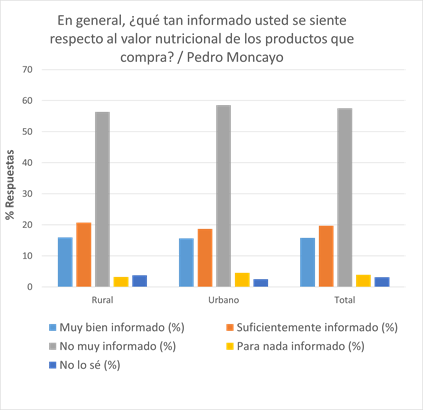 En general, ¿qué tan informado usted se siente
respecto al valor nutricional de los productos que
compra? / Pedro Moncayo
% Respuestas
70
60
50
40
30
20
10
0
Rural
Urbano
Total
Muy bien informado (%)
Suficientemente informado (%)
No muy informado (%)
Para nada informado (%)
No lo sé (%)